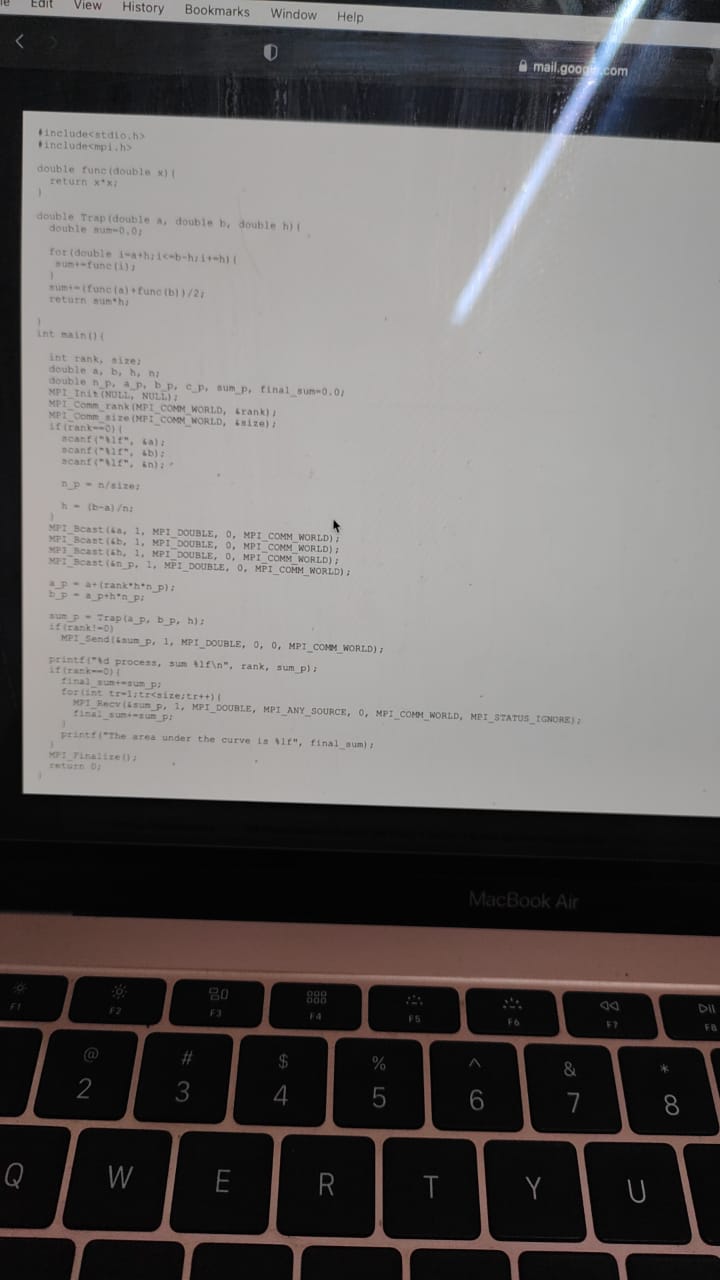 Edit View History Bookmarks Window Help
mail.goog .com
#include<stdio.h>
#include<mpi.h>
double func(double x){
return x*x;
}
double Trap(double a, double b, double h){
double sum=0.0;
for(double i=a+h;i<=b-h;i+=h){
sum+=func(i);
}
sum+=(func(a)+func(b))/2;
return sum*h;
}
int main(){
int rank, size;
double a, b, h, n;
double n_p, a_p, b_p, c_p, sum_p, final_sum=0.0;
MPI_Init(NULL, NULL);
MPI_Comm_rank(MPI_COMM_WORLD, &rank);
MPI_Comm_size(MPI_COMM_WORLD, &size);
if(rank==0){
scanf("%lf", &a);
scanf("%lf", &b);
scanf("%lf", &n);
n_p = n/size;
h = (b-a)/n;
}
MPI_Bcast(&a, 1, MPI_DOUBLE, 0, MPI_COMM_WORLD);
MPI_Bcast(&b, 1, MPI_DOUBLE, 0, MPI_COMM_WORLD);
MPI_Bcast(&h, 1, MPI_DOUBLE, 0, MPI_COMM_WORLD);
MPI_Bcast(&n_p, 1, MPI_DOUBLE, 0, MPI_COMM_WORLD);
a_p = a+(rank*h*n_p);
b_p = a_p+h*n_p;
sum_p = Trap(a_p, b_p, h);
if(rank!=0)
MPI_Send(&sum_p, 1, MPI_DOUBLE, 0, 0, MPI_COMM_WORLD);
printf("%d process, sum %lf\n", rank, sum_p);
if(rank==0){
final_sum+=sum_p;
for(int tr=1;tr<size;tr++){
MPI_Recv(&sum_p, 1, MPI_DOUBLE, MPI_ANY_SOURCE, 0, MPI_COMM_WORLD, MPI_STATUS_IGNORE);
final_sum+=sum_p;
}
printf("The area under the curve is %lf", final_sum);
}
MPI_Finalize();
return 0;
}
MacBook Air
F1 F2 F3 F4 F5 F6 F7 F8
@ # $ % ^ & *
2 3 4 5 6 7 8
Q W E R T Y U